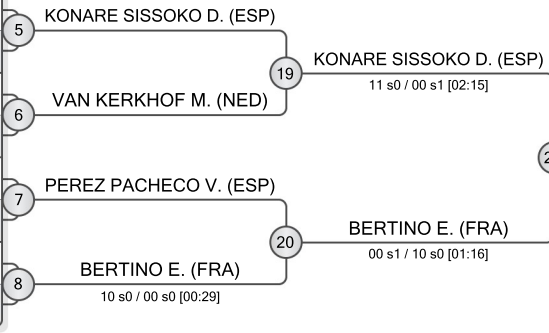 KONARE SISSOKO D. (ESP)
5
KONARE SISSOKO D. (ESP)
19
11 s0 / 00 s1 [02:15]
VAN KERKHOF M. (NED)
6
PEREZ PACHECO V. (ESP)
7
BERTINO E. (FRA)
20
00 s1 / 10 s0 [01:16]
BERTINO E. (FRA)
8
10 s0 / 00 s0 [00:29]